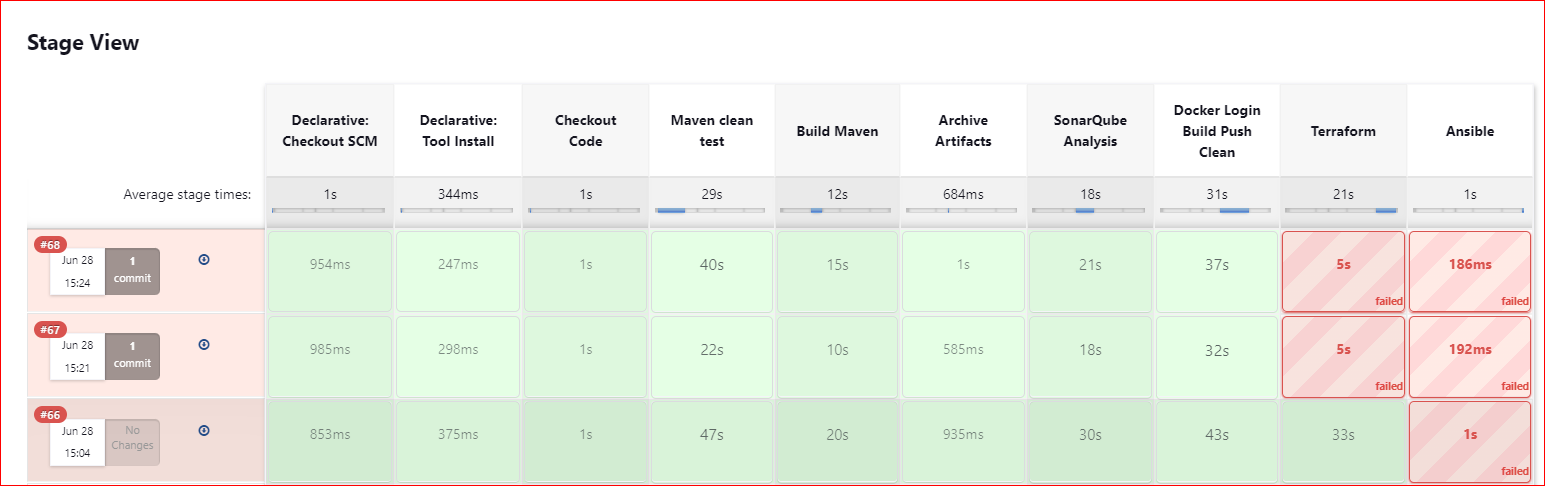 Stage View
Declarative: Checkout SCM
Declarative: Tool Install
Checkout Code
Maven clean test
Build Maven
Archive Artifacts
SonarQube Analysis
Docker Login Build Push Clean
Terraform
Ansible
Average stage times:
1s
344ms
1s
29s
12s
684ms
18s
31s
21s
1s
#68
Jun 28
15:24
1
commit
954ms
247ms
1s
40s
15s
1s
21s
37s
5s
failed
186ms
failed
#67
Jun 28
15:21
1
commit
985ms
298ms
1s
22s
10s
585ms
18s
32s
5s
failed
192ms
failed
#66
Jun 28
15:04
No
Changes
853ms
375ms
1s
47s
20s
935ms
30s
43s
33s
1s
failed